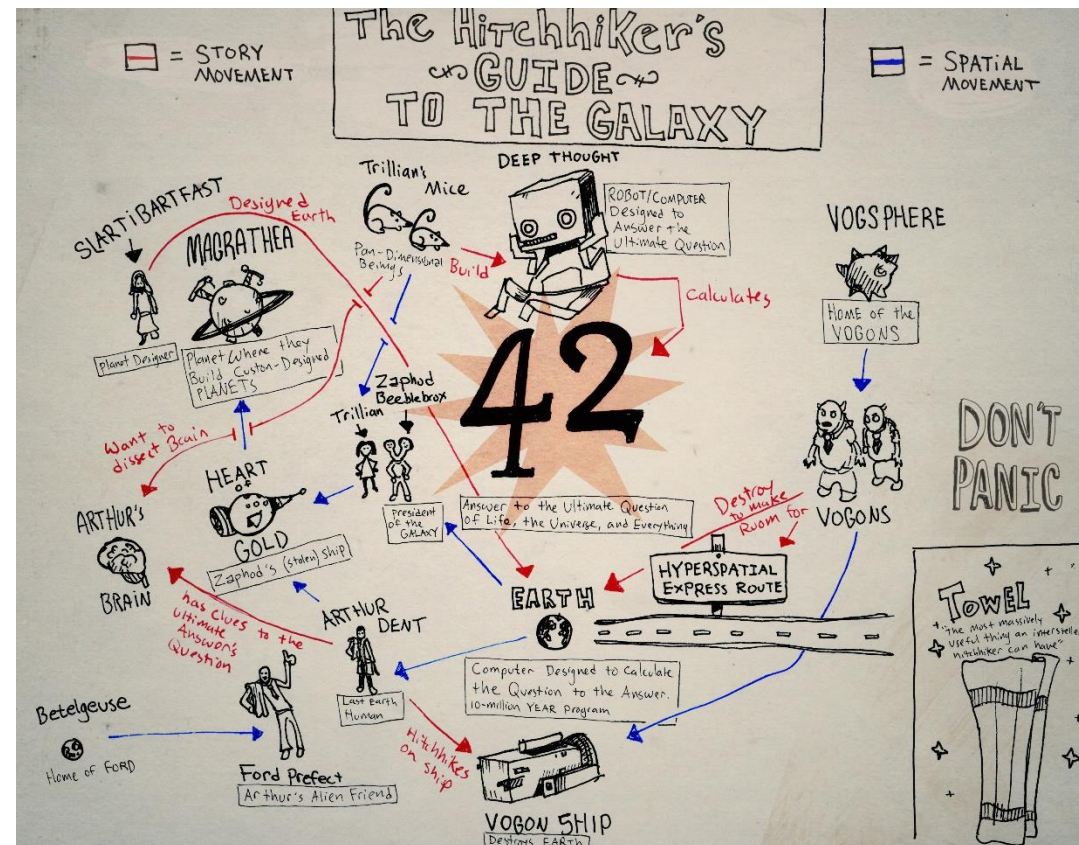 The Hitchhiker's
GUIDE
TO THE GALAXY
= STORY
MOVEMENT
= SPATIAL
MOVEMENT
SLARTiBARTFAST
Planet Designer
Designed
Earth
MAGRATHEA
Planet Where they
Build Custom-Designed
PLANETS
Trillian's
Mice
Pan-Dimensional
Beings
Build
DEEP THOUGHT
ROBOT/COMPUTER
Designed to
Answer the
Ultimate Question
Calculates
42
Answer to the Ultimate Question
of Life, the Universe, and Everything
VOGSPHERE
HOME of the
VOGONS
VOGONS
Destroy
to make
Room for
HYPERSPATIAL
EXPRESS ROUTE
DON'T
PANIC
Want to
dissect Brain
Trillian
Zaphod
Beeblebrox
President
of the
GALAXY
HEART
of
GOLD
Zaphod's (stolen) ship
ARTHUR'S
BRAIN
has clues to the
ultimate
Answer's
Question
ARTHUR
DENT
Last Earth
Human
EARTH
Computer Designed to Calculate
the Question to the Answer.
10-million YEAR program
Betelgeuse
Home of FORD
Ford Prefect
Arthur's Alien Friend
Hitchhikes
on ship
VOGON SHIP
Destroys EARTH
TOWEL
"the most massively
useful thing an interstella
hitchhiker can have"